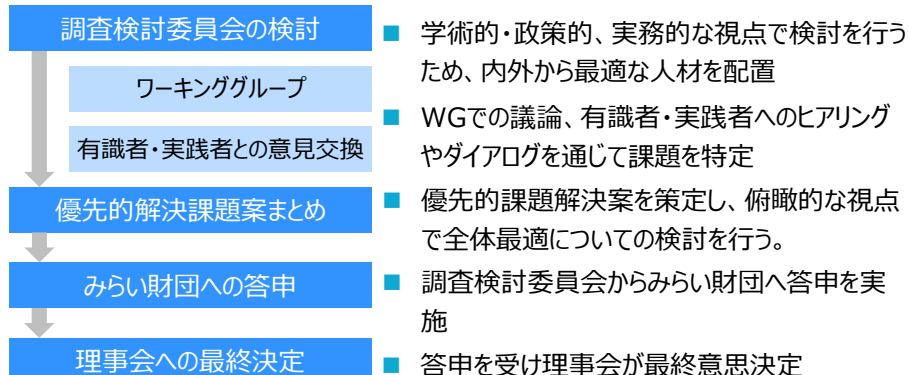 調査検討委員会の検討
ワーキンググループ
有識者・実践者との意見交換
優先的解決課題案まとめ
みらい財団への答申
理事会への最終決定
■ 学術的・政策的、実務的な視点で検討を行う
ため、内外から最適な人材を配置
■ WGでの議論、有識者・実践者へのヒアリング
やダイアログを通じて課題を特定
■ 優先的課題解決案を策定し、俯瞰的な視点
で全体最適についての検討を行う。
■ 調査検討委員会からみらい財団へ答申を実
施
■ 答申を受け理事会が最終意思決定